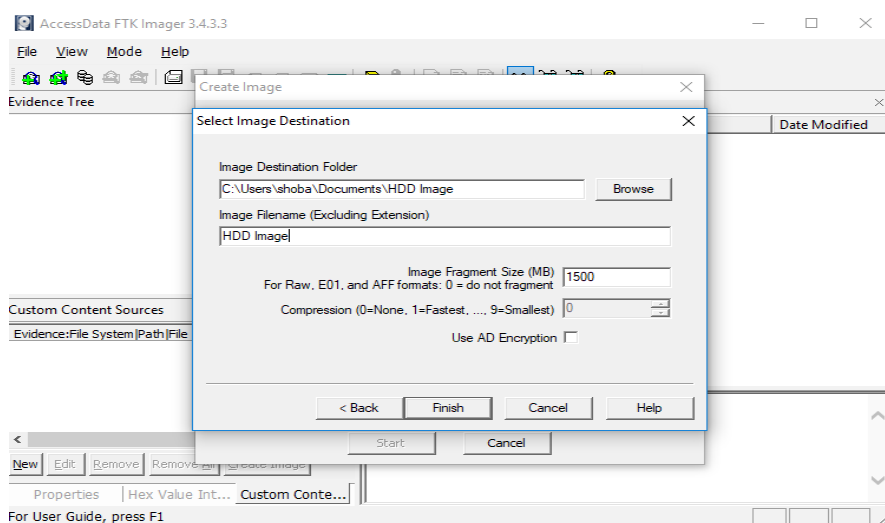 AccessData FTK Imager 3.4.3.3
File View Mode Help
Evidence Tree
Create Image
Date Modified
Select Image Destination
Image Destination Folder
C:\Users\shoba\Documents\HDD Image
Browse
Image Filename (Excluding Extension)
HDD Image
Image Fragment Size (MB)
For Raw, E01, and AFF formats: 0 = do not fragment
1500
Compression (0=None, 1=Fastest, ..., 9=Smallest)
0
Use AD Encryption
< Back Finish Cancel Help
Start Cancel
Custom Content Sources
Evidence:File System|Path|File
New Edit Remove Remove All Create Image
Properties Hex Value Int... Custom Conte...
For User Guide, press F1